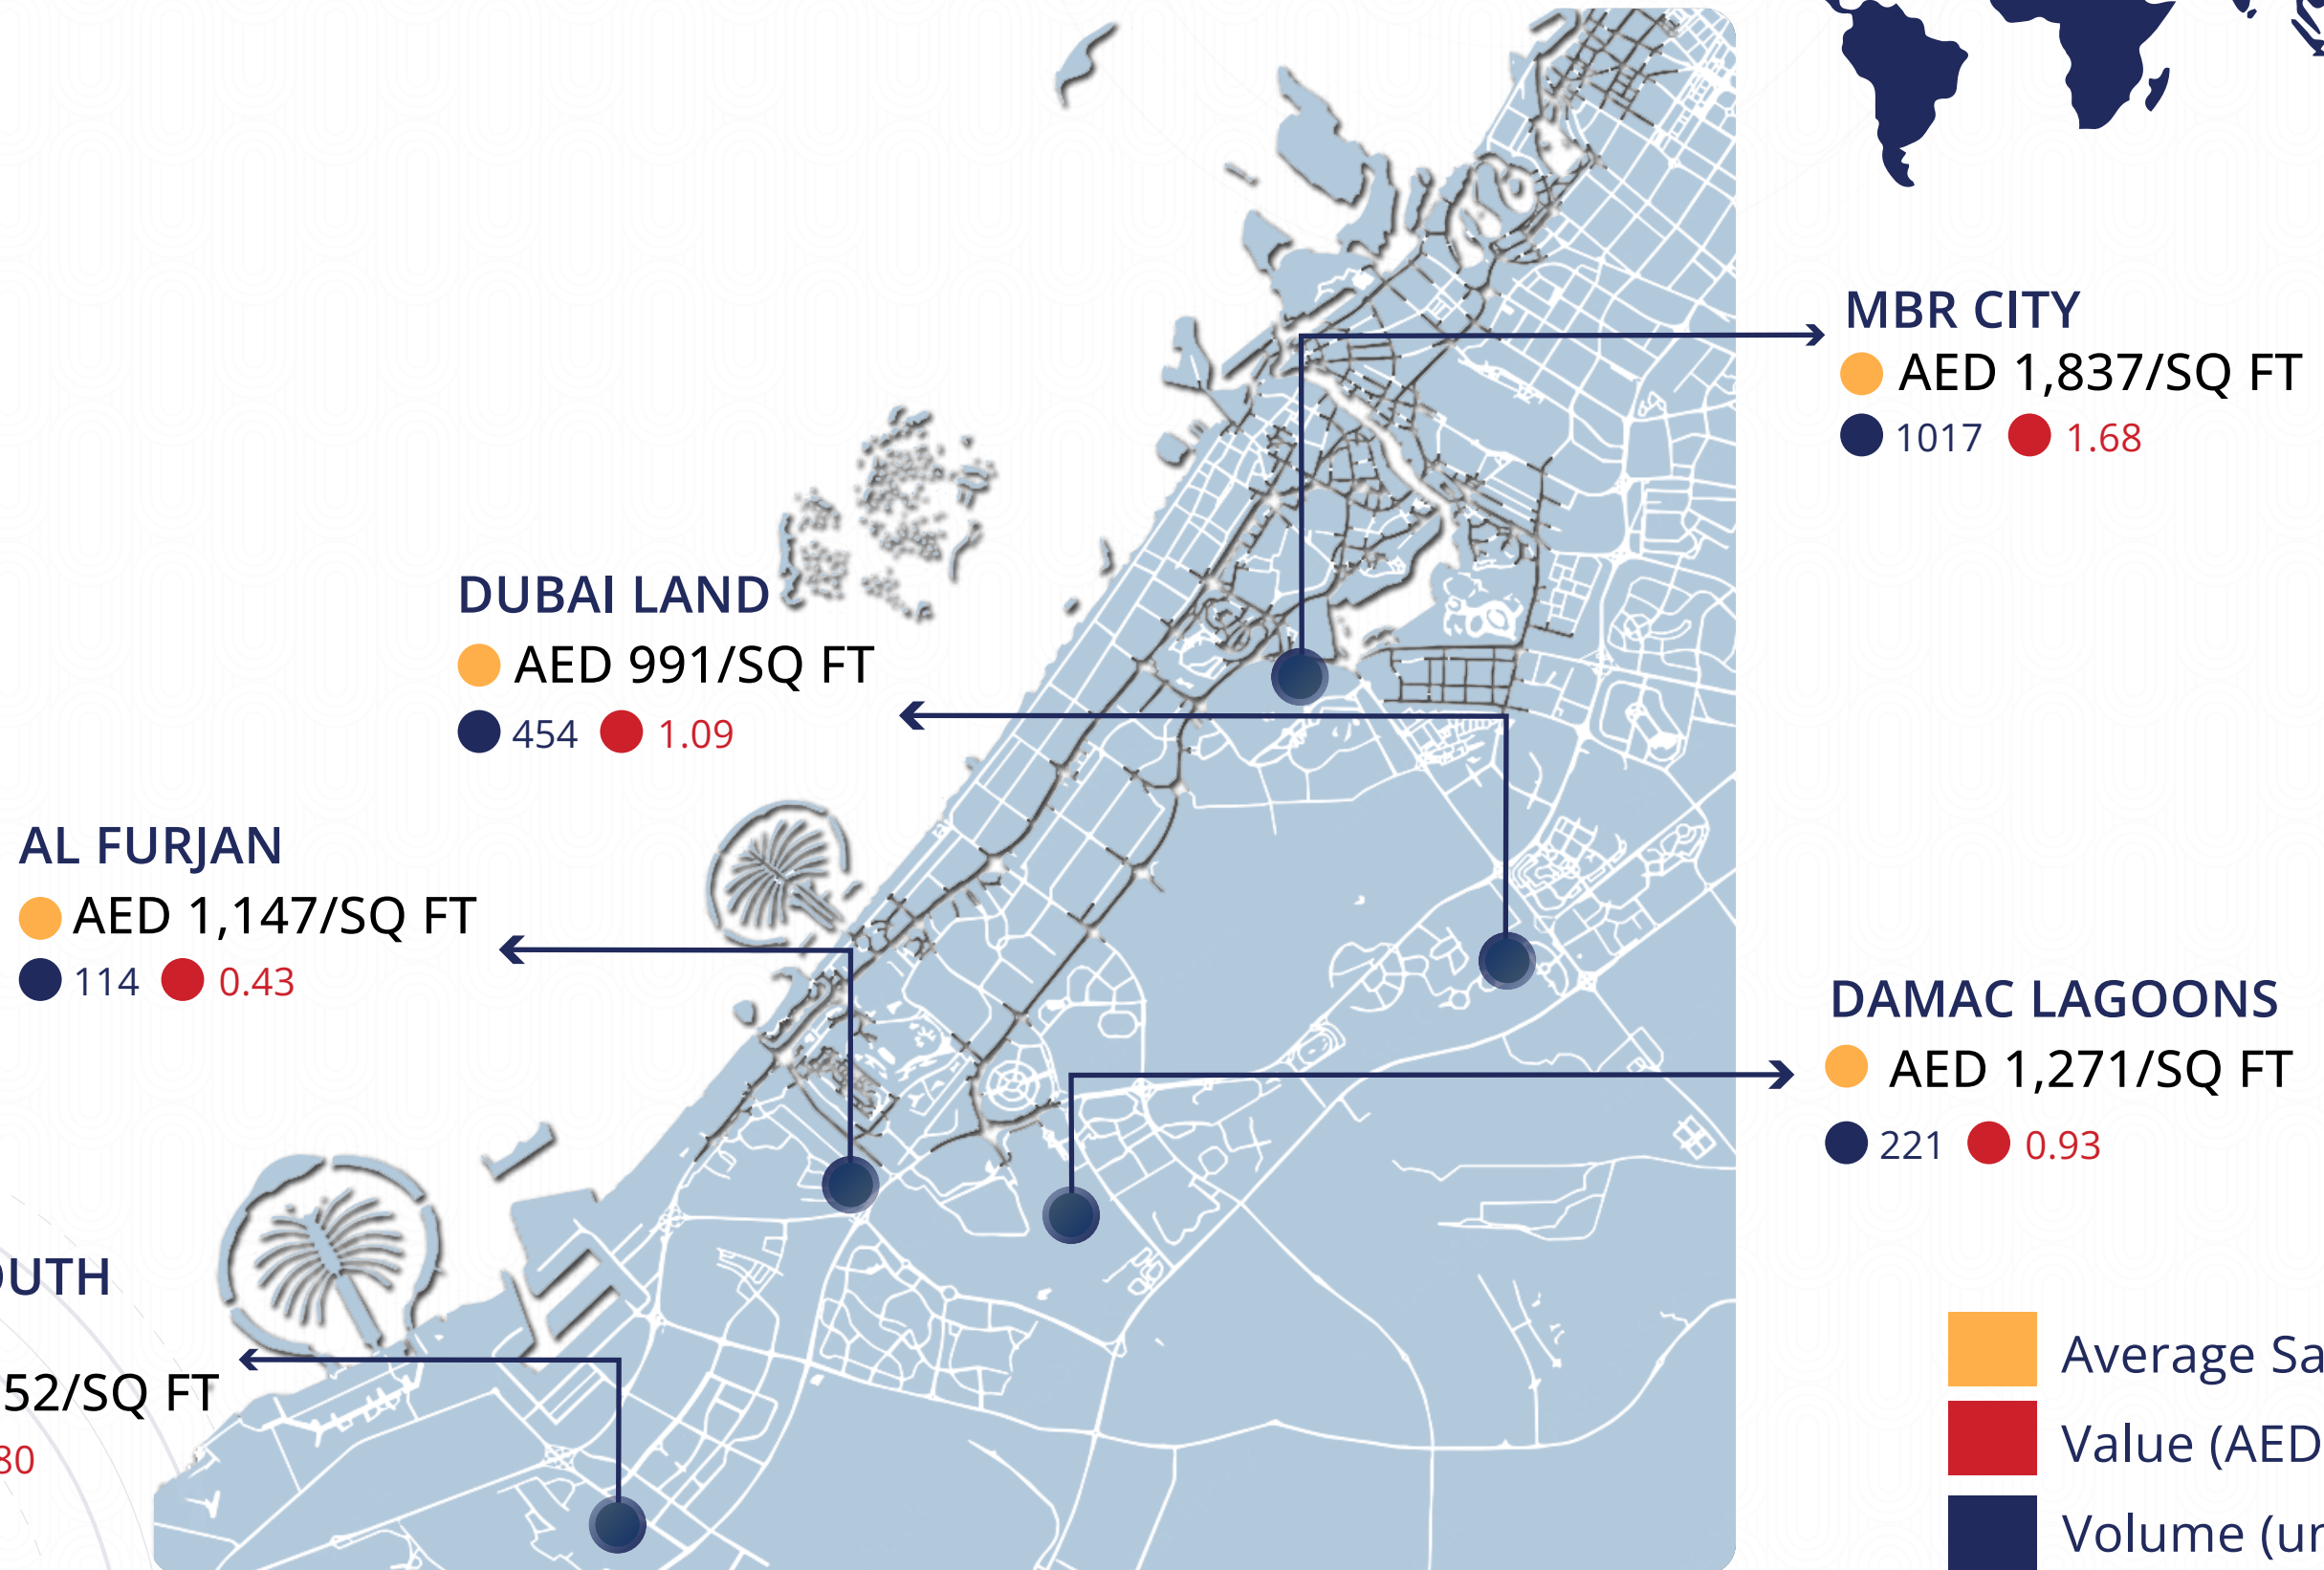 MBR CITY
AED 1,837/SQ FT
1017 1.68
DUBAI LAND
AED 991/SQ FT
454 1.09
AL FURJAN
AED 1,147/SQ FT
114 0.43
DAMAC LAGOONS
AED 1,271/SQ FT
221 0.93
UTH
52/SQ FT
80
Average Sa
Value (AED
Volume (un